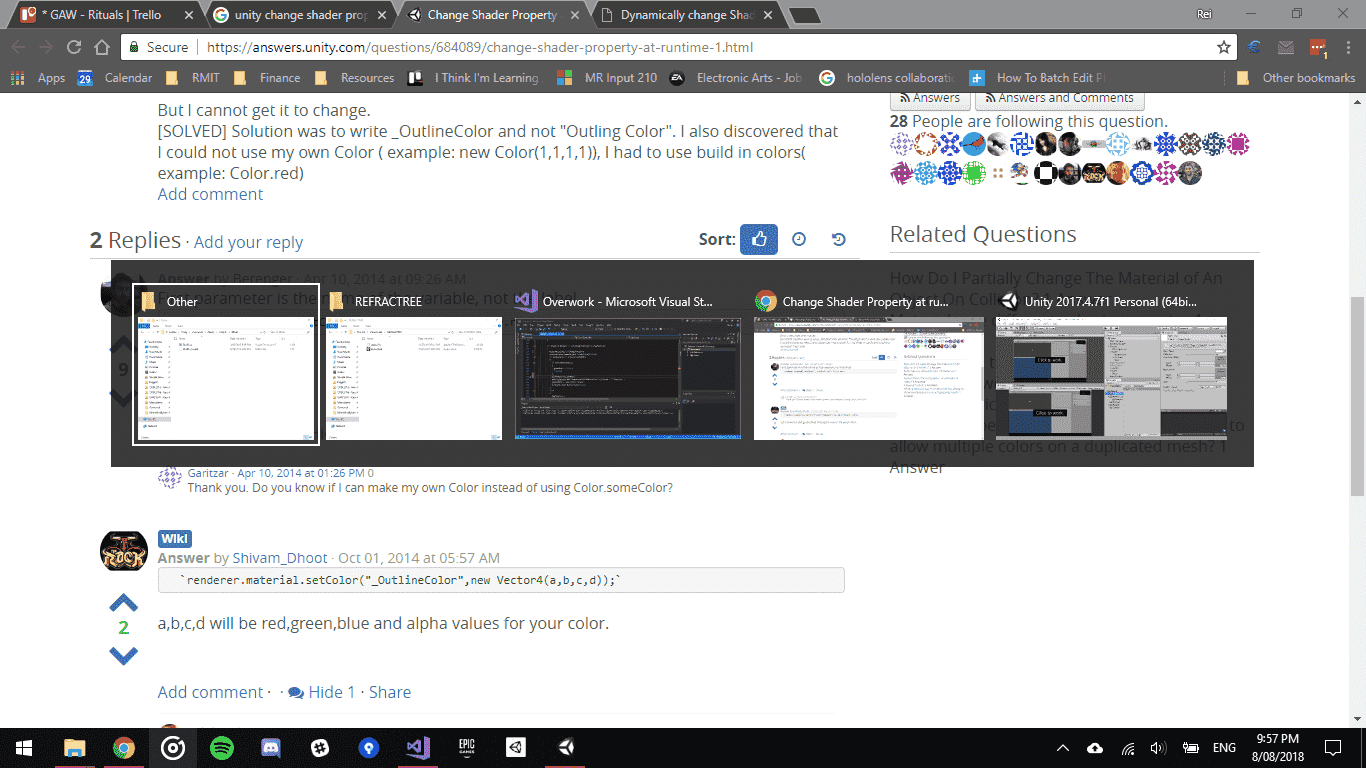 * GAW - Rituals | Trello
unity change shader prop
Change Shader Property
Dynamically change Shad
Rei
Secure
https://answers.unity.com/questions/684089/change-shader-property-at-runtime-1.html
Apps
29
Calendar
RMIT
Finance
Resources
I Think I'm Learning
MR Input 210
Electronic Arts - Job
hololens collaboratio
How To Batch Edit P
Other bookmarks
But I cannot get it to change.
[SOLVED] Solution was to write _OutlineColor and not "Outling Color". I also discovered that
I could not use my own Color ( example: new Color(1,1,1,1)), I had to use build in colors(
example: Color.red)
Add comment
Answers
Answers and Comments
28 People are following this question.
2 Replies · Add your reply
Sort:
Related Questions
Answer by Berenger · Apr 10, 2014 at 09:26 AM
How Do I Partially Change The Material of An
Other
REFRACTREE
Overwork - Microsoft Visual St...
Change Shader Property at ru...
Unity 2017.4.7f1 Personal (64bi...
9
to
allow multiple colors on a duplicated mesh? 1
Answer
Garitzar · Apr 10, 2014 at 01:26 PM 0
Thank you. Do you know if I can make my own Color instead of using Color.someColor?
Wiki
Answer by Shivam_Dhoot · Oct 01, 2014 at 05:57 AM
`renderer.material.setColor("_OutlineColor",new Vector4(a,b,c,d));`
2
a,b,c,d will be red,green,blue and alpha values for your color.
Add comment · · Hide 1 · Share
EPIC
GAMES
ENG
9:57 PM
8/08/2018